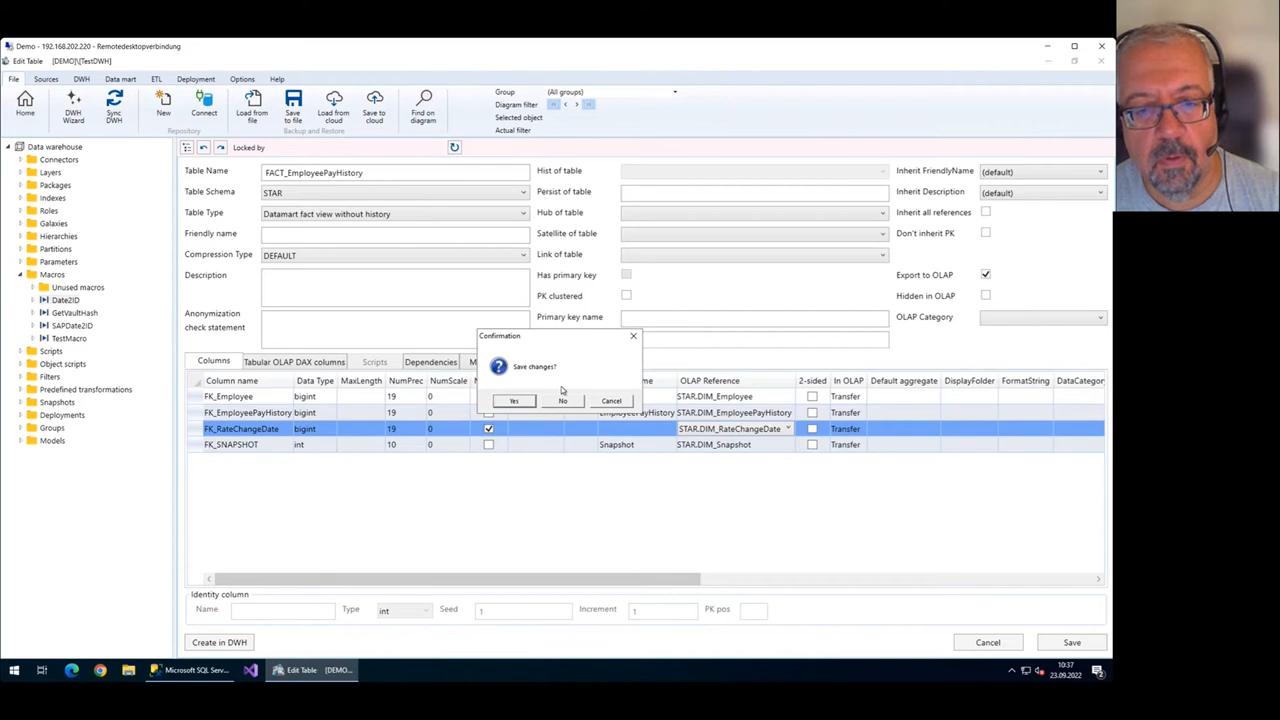 Demo - 192.168.202.220 - Remotedesktopverbindung
Edit Table [DEMO]\[TestDWH]
File Sources DWH Data mart ETL Deployment Options Help
Home
DWH Wizard
Sync DWH
New
Connect
Repository
Load from file
Save to file
Load from cloud
Save to cloud
Backup and Restore
Find on diagram
Group (All groups)
Diagram filter
Selected object
Actual filter
Data warehouse
Connectors
Layers
Packages
Indexes
Roles
Galaxies
Hierarchies
Partitions
Parameters
Macros
Unused macros
Date2ID
GetVaultHash
SAPDate2ID
TestMacro
Scripts
Object scripts
Filters
Predefined transformations
Snapshots
Deployments
Groups
Models
Locked by
Table Name FACT_EmployeePayHistory
Table Schema STAR
Table Type Datamart fact view without history
Friendly name
Compression Type DEFAULT
Description
Anonymization check statement
Hist of table
Persist of table
Hub of table
Satellite of table
Link of table
Has primary key
PK clustered
Primary key name
Inherit FriendlyName (default)
Inherit Description (default)
Inherit all references
Don't inherit PK
Export to OLAP
Hidden in OLAP
OLAP Category
Confirmation
Save changes?
Yes No Cancel
Columns Tabular OLAP DAX columns Scripts Dependencies
Column name Data Type MaxLength NumPrec NumScale OLAP Reference 2-sided In OLAP Default aggregate DisplayFolder FormatString DataCategory
FK_Employee bigint 19 0 STAR.DIM_Employee Transfer
FK_EmployeePayHistory bigint 19 0 EmployeePayHistory STAR.DIM_EmployeePayHistory Transfer
FK_RateChangeDate bigint 19 0 STAR.DIM_RateChangeDate Transfer
FK_SNAPSHOT int 10 0 Snapshot STAR.DIM_Snapshot Transfer
Identity column
Name Type int Seed 1 Increment 1 PK pos
Create in DWH Cancel Save
Microsoft SQL Serv... Edit Table [DEMO...
10:37
23.09.2022